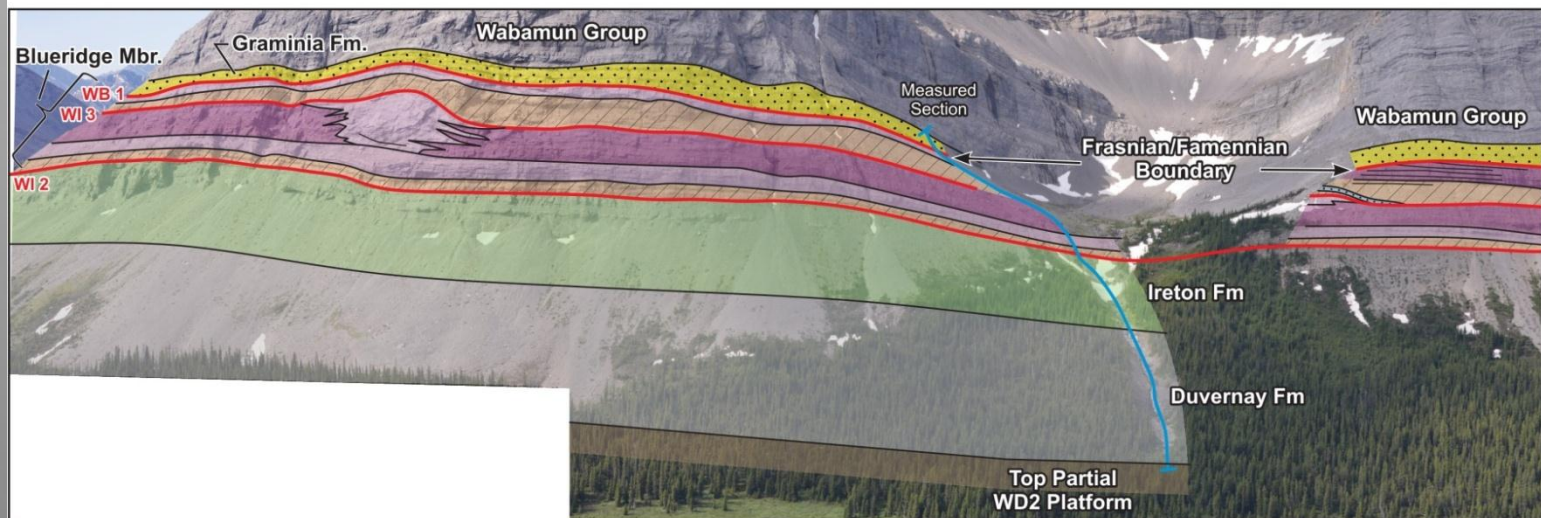 Wabamun Group
Graminia Fm.
Blueridge Mbr.
WB 1
WI 3
WI 2
Measured
Section
Wabamun Group
Frasnian/Famennian
Boundary
Ireton Fm
Duvernay Fm
Top Partial
WD2 Platform